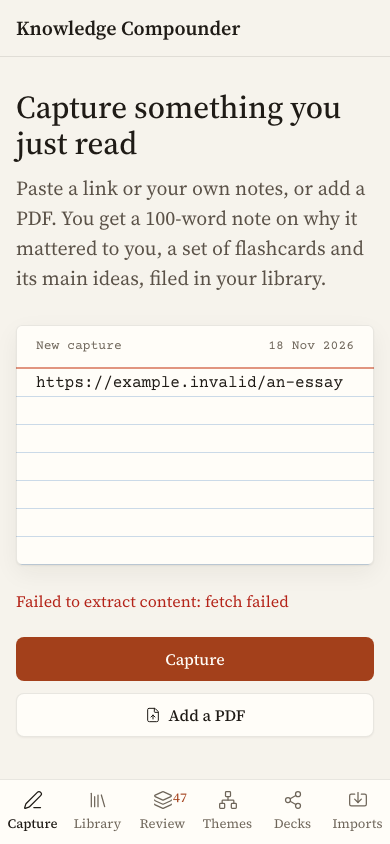 Knowledge Compounder
Capture something you
just read
Paste a link or your own notes, or add a
PDF. You get a 100-word note on why it
mattered to you, a set of flashcards and
its main ideas, filed in your library.
New capture 18 Nov 2026
https://example.invalid/an-essay
Failed to extract content: fetch failed
Capture
Add a PDF
47
Capture Library Review Themes Decks Imports